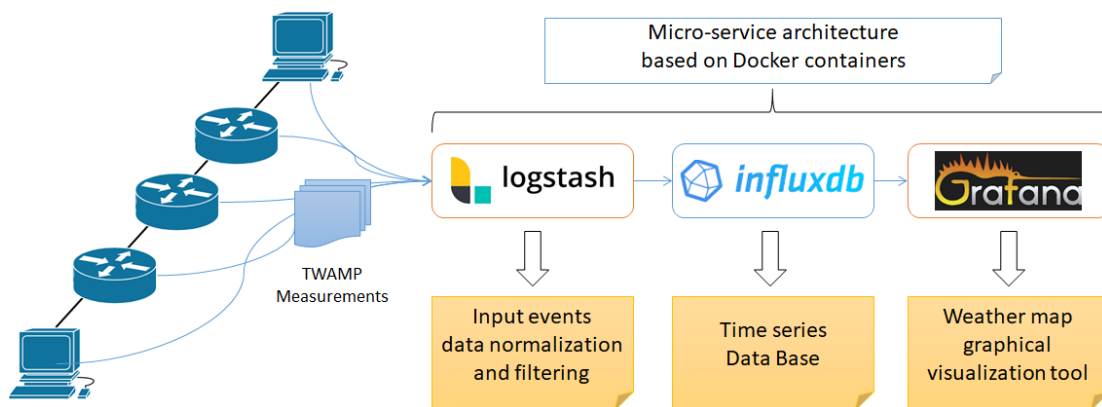 Micro-service architecture
based on Docker containers
logstash
influxdb
Grafana
TWAMP
Measurements
Input events
data normalization
and filtering
Time series
Data Base
Weather map
graphical
visualization tool